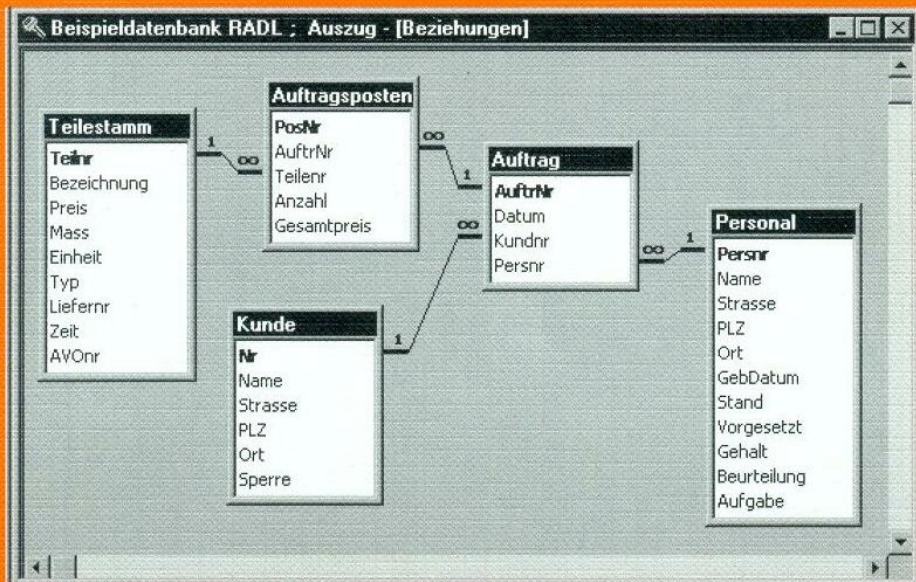 Beispieldatenbank RADL ; Auszug - [Beziehungen]
Teilestamm
Teilnr
Bezeichnung
Preis
Mass
Einheit
Typ
Liefernr
Zeit
AVOnr
1
∞
Auftragsposten
PosNr
AuftrNr
Teilenr
Anzahl
Gesamtpreis
∞
1
Auftrag
AuftrNr
Datum
Kundnr
Persnr
∞
1
∞
1
Kunde
Nr
Name
Strasse
PLZ
Ort
Sperre
Personal
Persnr
Name
Strasse
PLZ
Ort
GebDatum
Stand
Vorgesetzt
Gehalt
Beurteilung
Aufgabe